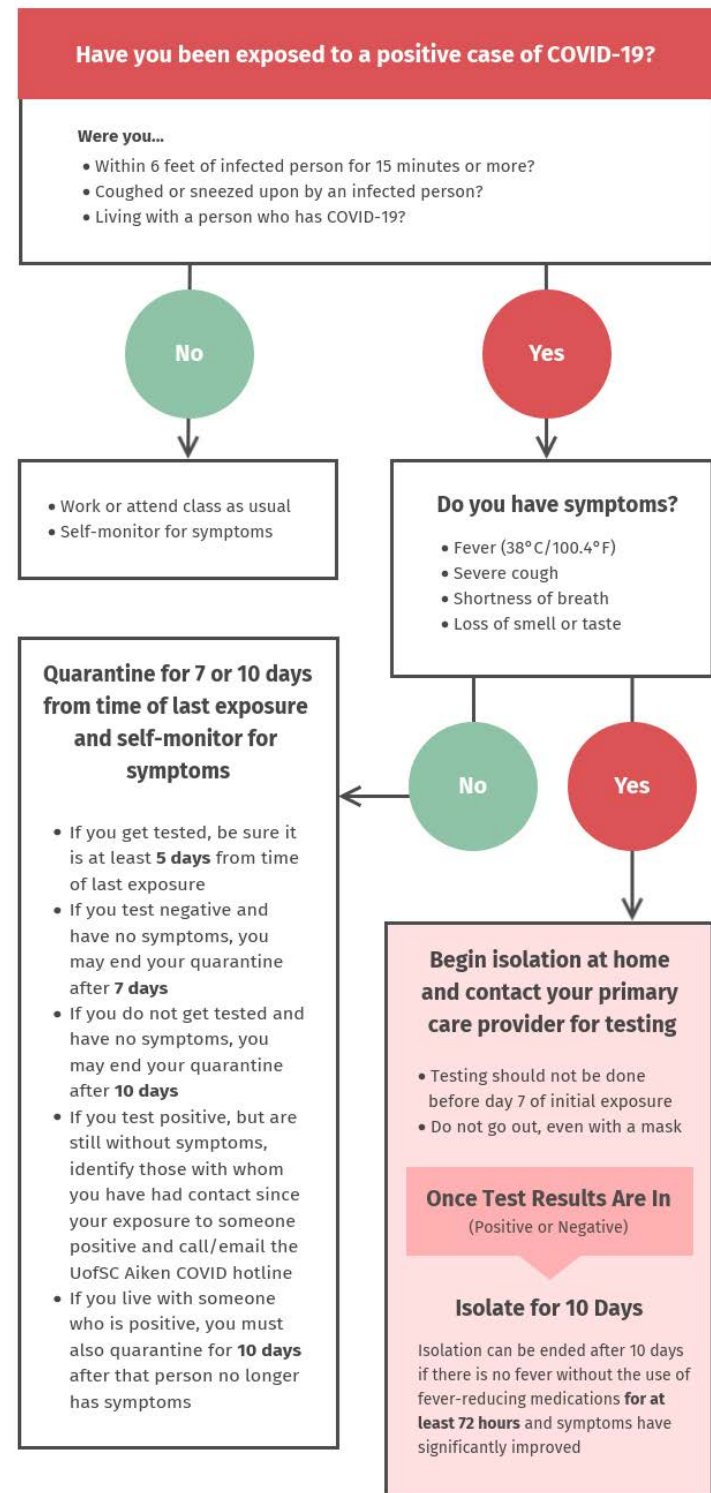 Have you been exposed to a positive case of COVID-19?
Were you...
• Within 6 feet of infected person for 15 minutes or more?
• Coughed or sneezed upon by an infected person?
• Living with a person who has COVID-19?
No
Yes
• Work or attend class as usual
• Self-monitor for symptoms
Do you have symptoms?
• Fever (38°C/100.4°F)
• Severe cough
• Shortness of breath
• Loss of smell or taste
No
Yes
Quarantine for 7 or 10 days
from time of last exposure
and self-monitor for
symptoms
• If you get tested, be sure it
is at least 5 days from time
of last exposure
• If you test negative and
have no symptoms, you
may end your quarantine
after 7 days
• If you do not get tested and
have no symptoms, you
may end your quarantine
after 10 days
• If you test positive, but are
still without symptoms,
identify those with whom
you have had contact since
your exposure to someone
positive and call/email the
UofSC Aiken COVID hotline
• If you live with someone
who is positive, you must
also quarantine for 10 days
after that person no longer
has symptoms
Begin isolation at home
and contact your primary
care provider for testing
• Testing should not be done
before day 7 of initial exposure
• Do not go out, even with a mask
Once Test Results Are In
(Positive or Negative)
Isolate for 10 Days
Isolation can be ended after 10 days
if there is no fever without the use of
fever-reducing medications for at
least 72 hours and symptoms have
significantly improved